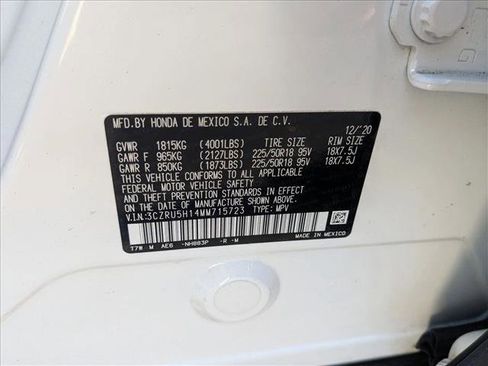 MFD.BY HONDA DE MEXICO S.A. DE C.V.
12/'20
GVWR 1815KG (4001LBS) TIRE SIZE RIM SIZE
GAWR F 965KG (2127LBS) 225/50R18 95V 18X7.5J
GAWR R 850KG (1873LBS) 225/50R18 95V 18X7.5J
THIS VEHICLE CONFORMS TO ALL APPLICABLE
FEDERAL MOTOR VEHICLE SAFETY AND
THEFT PREVENTION STANDARDS IN EFFECT
ON THE DATE OF MANUFACTURE SHOWN ABOVE.
V.IN:3CZRU5H14MM715723 TYPE: MPV
T7W M AE6 -NH883P -R -M
MADE IN MEXICO